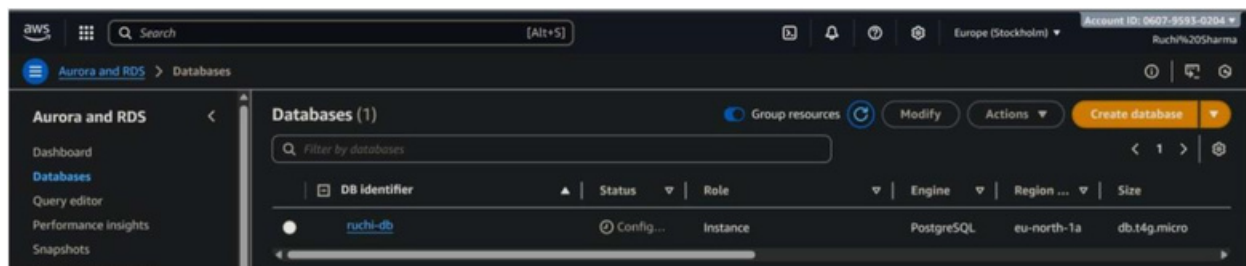 aws Search [Alt+S] Europe (Stockholm) Account ID: 0607-9593-0204
Ruchi%20Sharma
Aurora and RDS > Databases
Aurora and RDS
Dashboard
Databases
Query editor
Performance insights
Snapshots
Databases (1) Group resources Modify Actions Create database
Filter by databases < 1 >
DB identifier Status Role Engine Region ... Size
ruchi-db Config... Instance PostgreSQL eu-north-1a db.t4g.micro